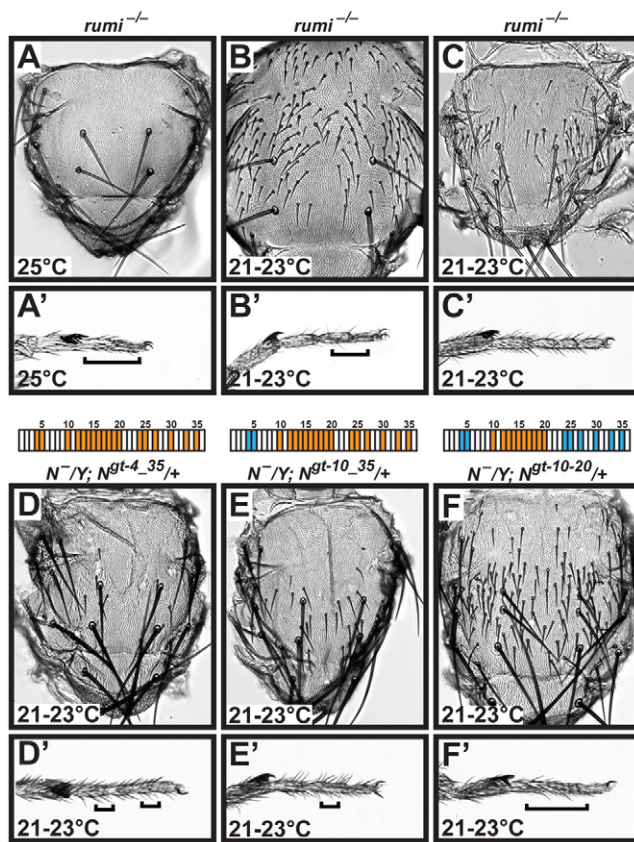 rumi −/− rumi −/− rumi −/−
A B C
25°C 21-23°C 21-23°C
A' B' C'
25°C 21-23°C 21-23°C
5 10 15 20 25 30 35 5 10 15 20 25 30 35 5 10 15 20 25 30 35
N−/Y; Ngt-4_35/+ N−/Y; Ngt-10_35/+ N−/Y; Ngt-10-20/+
D E F
21-23°C 21-23°C 21-23°C
D' E' F'
21-23°C 21-23°C 21-23°C